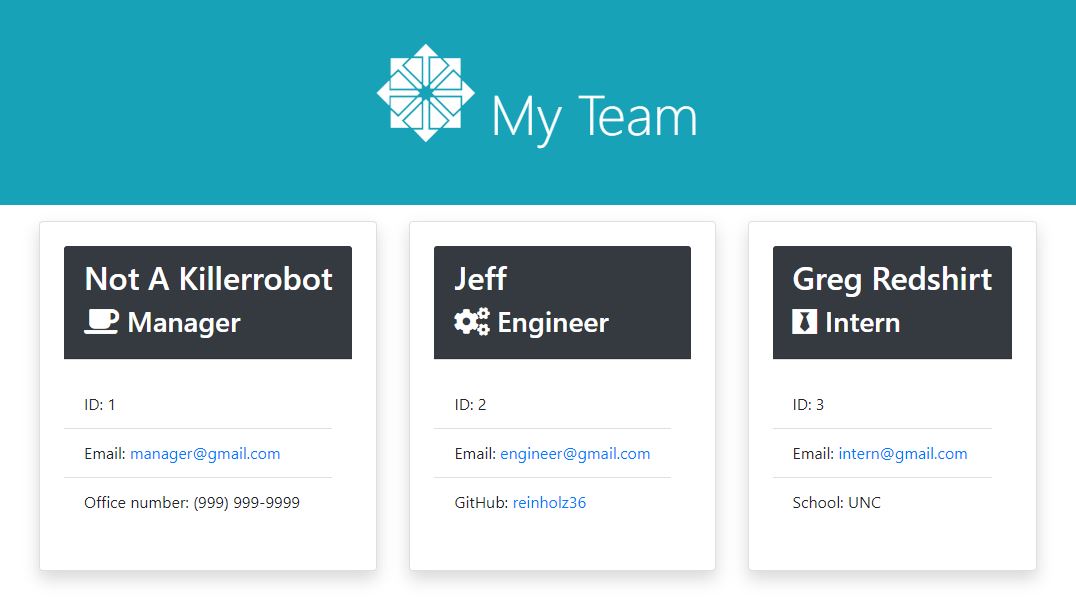 My Team
Not A Killerrobot
Manager
ID: 1
Email: manager@gmail.com
Office number: (999) 999-9999
Jeff
Engineer
ID: 2
Email: engineer@gmail.com
GitHub: reinholz36
Greg Redshirt
Intern
ID: 3
Email: intern@gmail.com
School: UNC